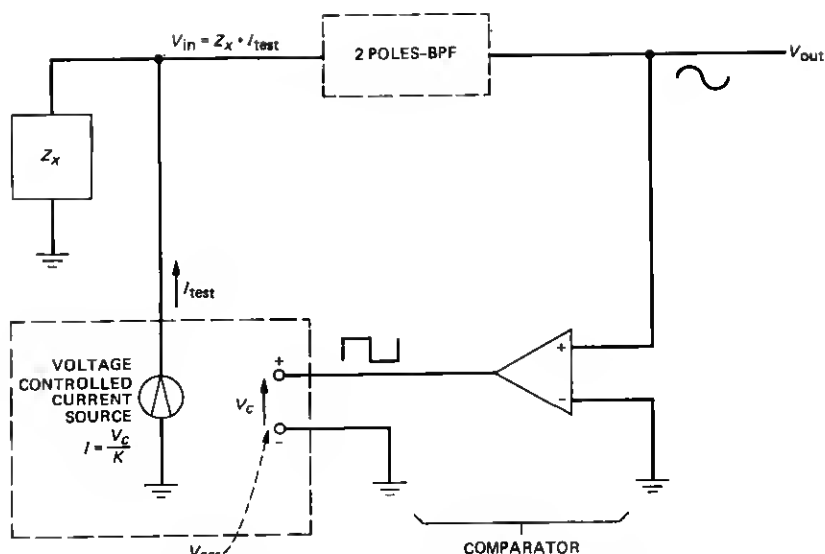 V_in = Z_x • I_test
2 POLES-BPF
V_out
Z_x
I_test
VOLTAGE
CONTROLLED
CURRENT
SOURCE
I = V_c / K
+
V_c
-
+
-
COMPARATOR